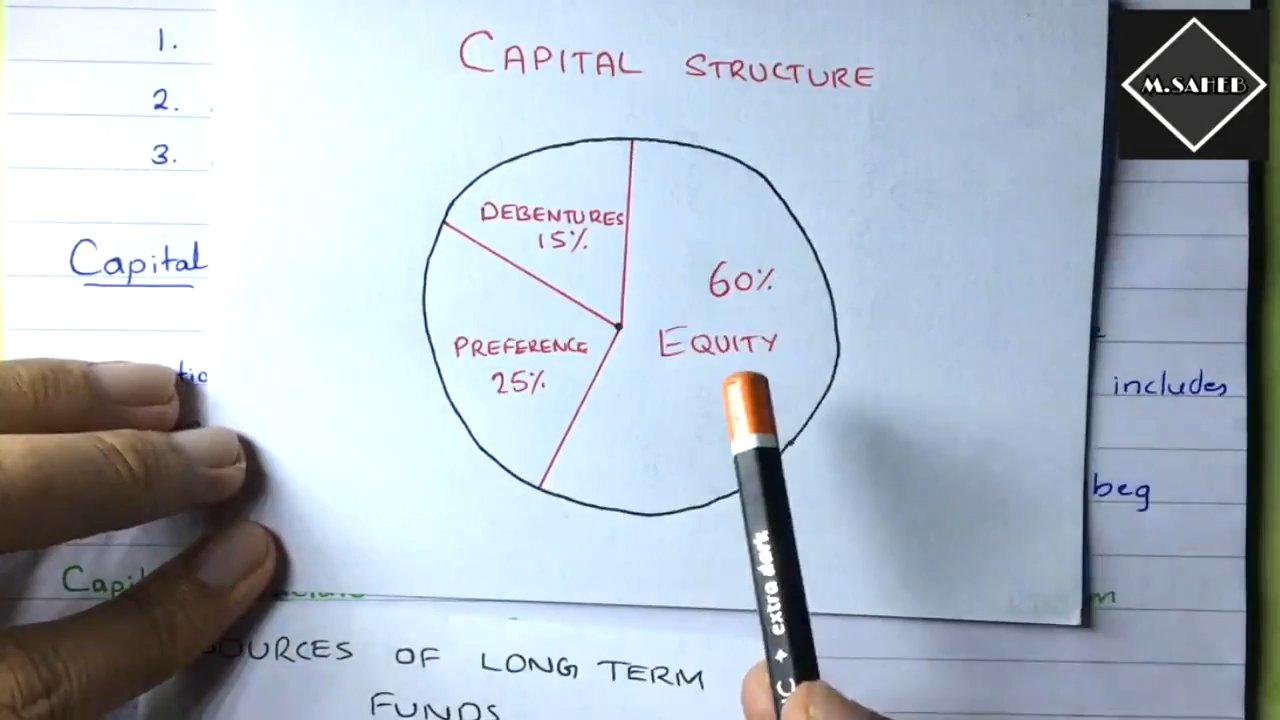 1.
2.
3.
CAPITAL STRUCTURE
M.SAHEB
DEBENTURES
15%
60%
EQUITY
PREFERENCE
25%
Capital
includes
beg
OF LONG TERM
FUNDS
extra dark